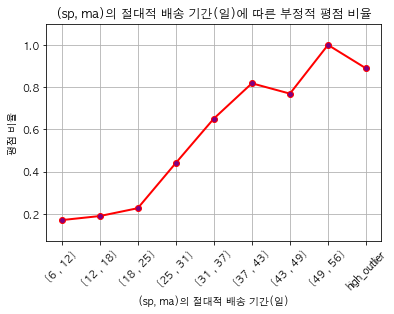 (sp, ma)의 절대적 배송 기간(일)에 따른 부정적 평점 비율
평점 비율
1.0
0.8
0.6
0.4
0.2
(6 , 12)
(12 , 18)
(18 , 25)
(25 , 31)
(31 , 37)
(37 , 43)
(43 , 49)
(49 , 56)
hgh_outlier
(sp, ma)의 절대적 배송 기간(일)